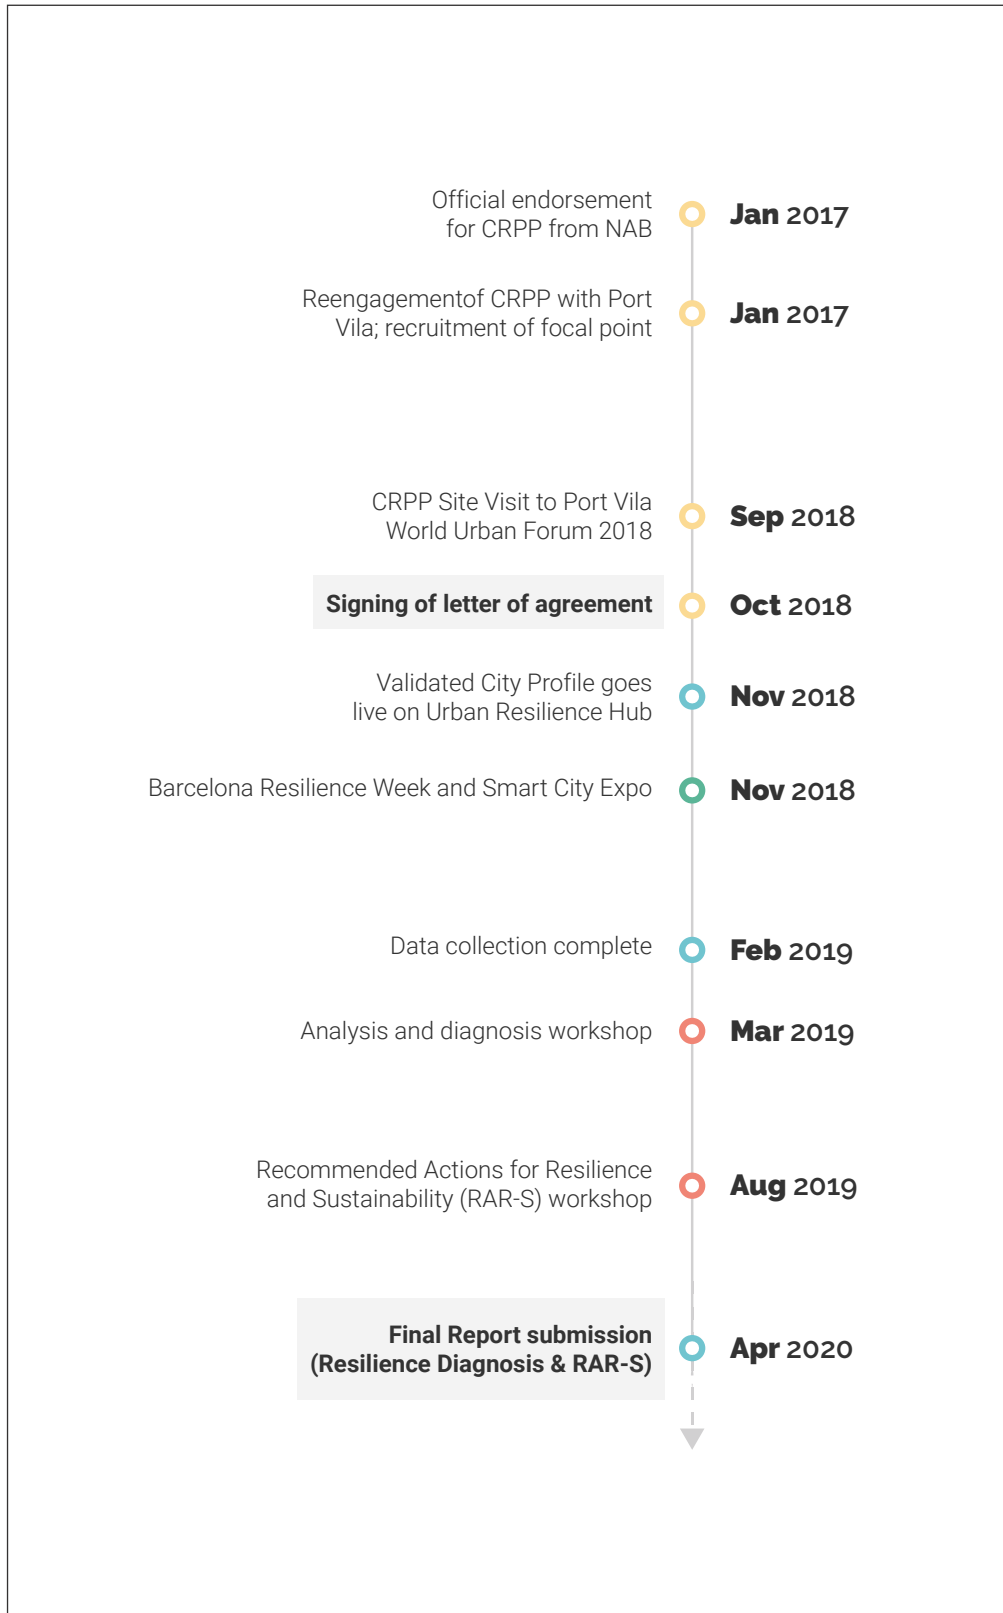 Official endorsement
for CRPP from NAB
Jan 2017
Reengagementof CRPP with Port
Vila; recruitment of focal point
Jan 2017
CRPP Site Visit to Port Vila
World Urban Forum 2018
Sep 2018
Signing of letter of agreement
Oct 2018
Validated City Profile goes
live on Urban Resilience Hub
Nov 2018
Barcelona Resilience Week and Smart City Expo
Nov 2018
Data collection complete
Feb 2019
Analysis and diagnosis workshop
Mar 2019
Recommended Actions for Resilience
and Sustainability (RAR-S) workshop
Aug 2019
Final Report submission
(Resilience Diagnosis & RAR-S)
Apr 2020